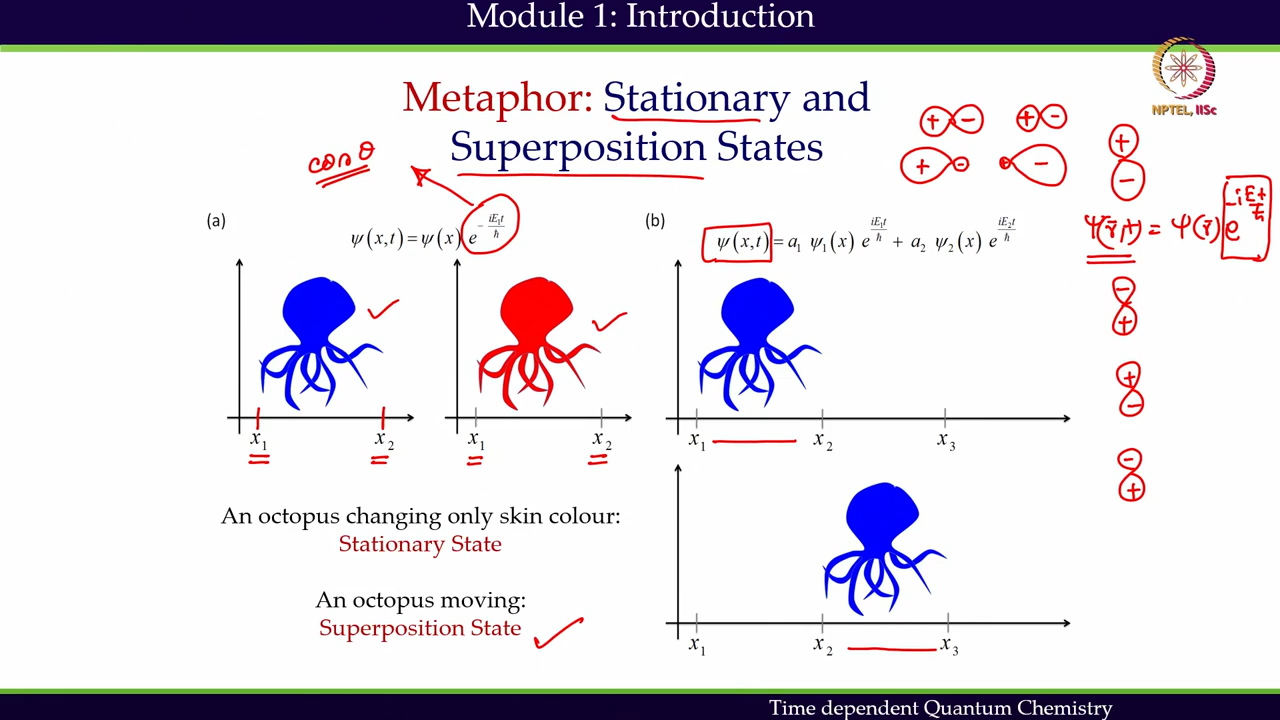 Module 1: Introduction
NPTEL, IISc
Metaphor: Stationary and
Superposition States
cos θ
+ - + -
+ - - 
+
-
(a)
ψ(x,t) = ψ(x) e^{-iE₁t/ħ}
(b)
ψ(x,t) = a₁ ψ₁(x) e^{iE₁t/ħ} + a₂ ψ₂(x) e^{iE₂t/ħ}
ψ(r,t) = ψ(r) e^{-iEt/ħ}
-
+
+
-
x₁ x₂
x₁ x₂
x₁ x₂ x₃
-
+
An octopus changing only skin colour:
Stationary State
An octopus moving:
Superposition State
x₁ x₂ x₃
Time dependent Quantum Chemistry